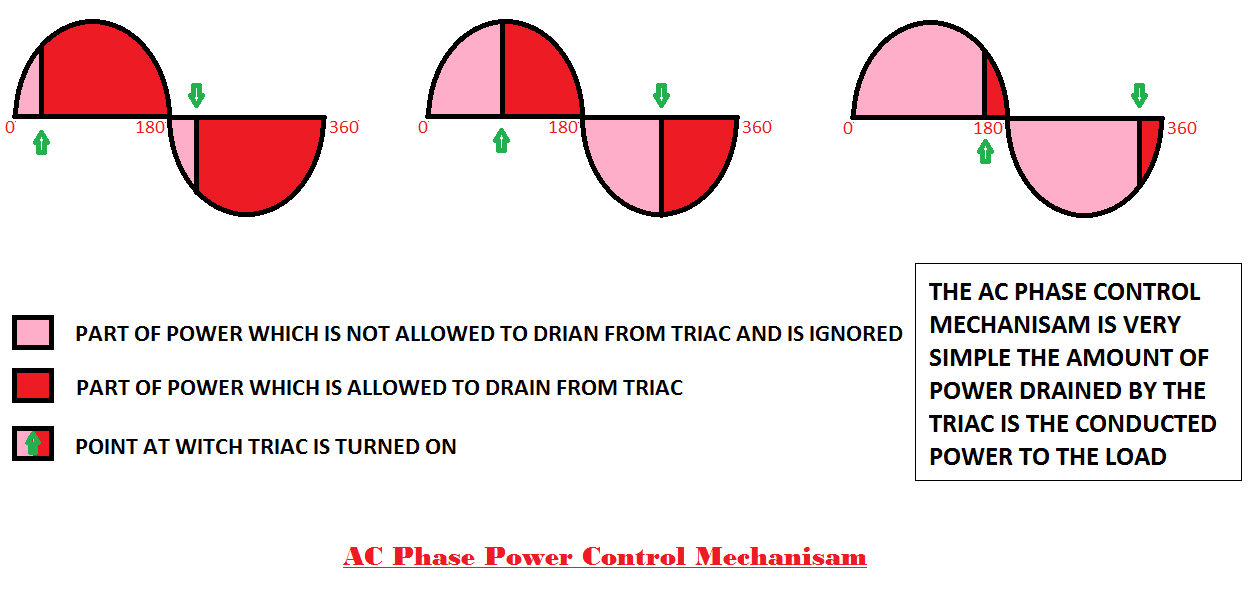 0 180 360
0 180 360
0 180 360
PART OF POWER WHICH IS NOT ALLOWED TO DRIAN FROM TRIAC AND IS IGNORED
PART OF POWER WHICH IS ALLOWED TO DRAIN FROM TRIAC
POINT AT WITCH TRIAC IS TURNED ON
THE AC PHASE CONTROL
MECHANISAM IS VERY
SIMPLE THE AMOUNT OF
POWER DRAINED BY THE
TRIAC IS THE CONDUCTED
POWER TO THE LOAD
AC Phase Power Control Mechanisam